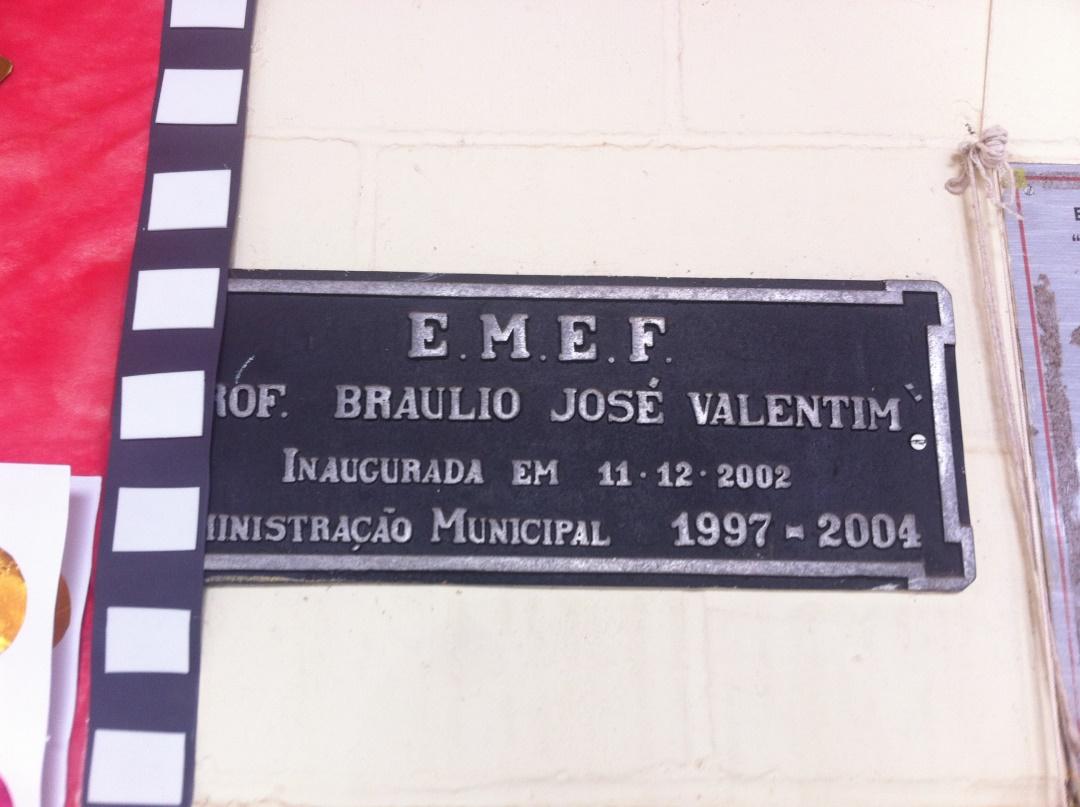 E.M.E.F.
ROF. BRAULIO JOSÉ VALENTIM"
INAUGURADA EM 11·12·2002
MINISTRAÇÃO MUNICIPAL 1997-2004